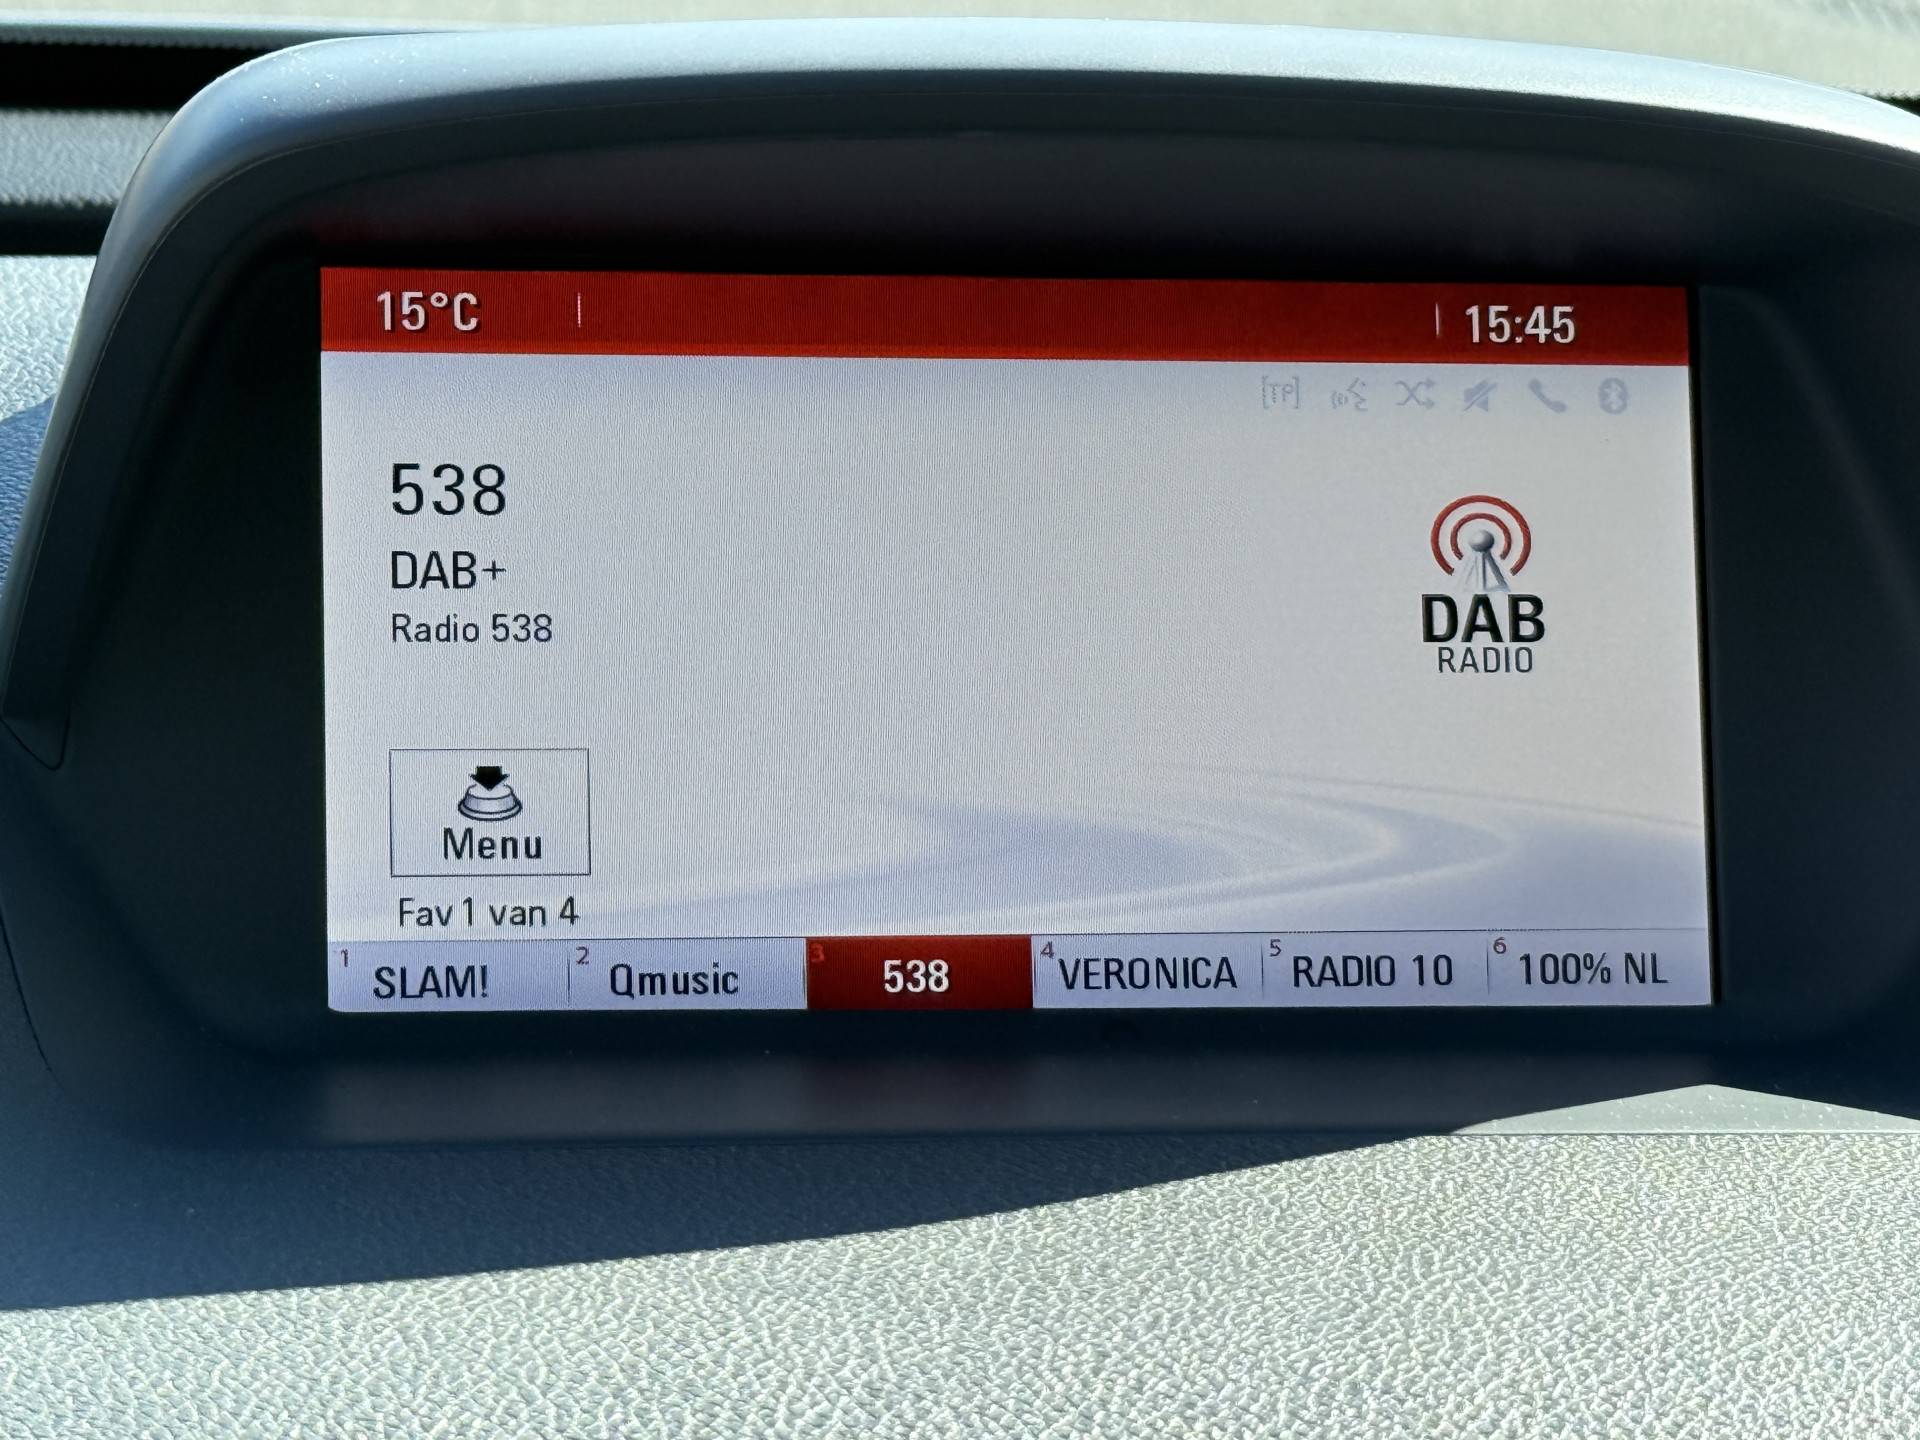 15°C 15:45
[TP]
538
DAB+
Radio 538
DAB
RADIO
Menu
Fav 1 van 4
1 SLAM! 2 Qmusic 3 538 4 VERONICA 5 RADIO 10 6 100% NL